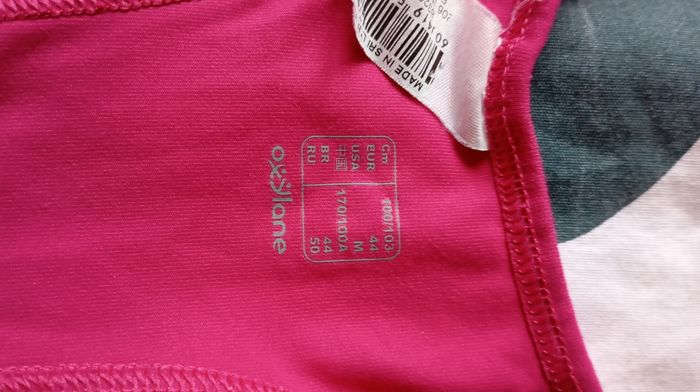 MADE IN SRI
Cm 100/103
EUR 44
USA M
中国 170/100A
BR 44
RU 50
oxylane